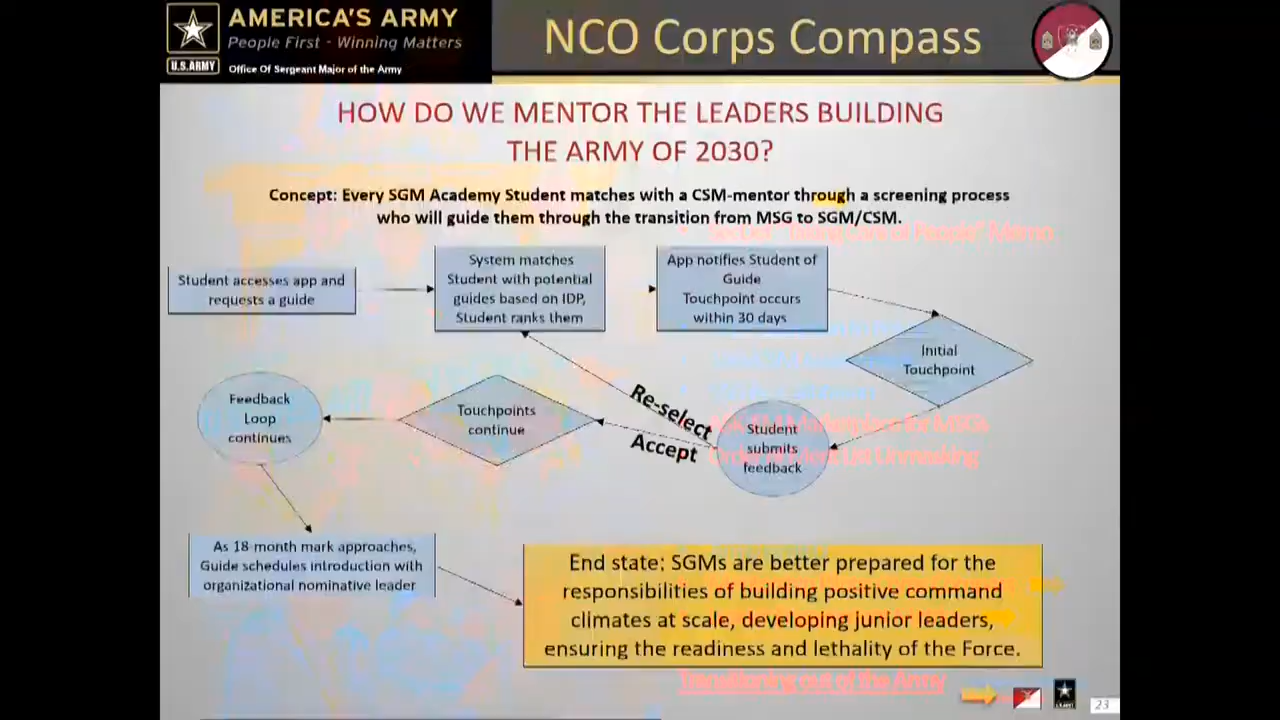 AMERICA'S ARMY
People First - Winning Matters
U.S.ARMY
Office Of Sergeant Major of the Army
NCO Corps Compass
HOW DO WE MENTOR THE LEADERS BUILDING
THE ARMY OF 2030?
Concept: Every SGM Academy Student matches with a CSM-mentor through a screening process
who will guide them through the transition from MSG to SGM/CSM.
Student accesses app and
requests a guide
System matches
Student with potential
guides based on IDP,
Student ranks them
App notifies Student of
Guide
Touchpoint occurs
within 30 days
Initial
Touchpoint
Student
submits
feedback
Re-select
Accept
Touchpoints
continue
Feedback
Loop
continues
As 18-month mark approaches,
Guide schedules introduction with
organizational nominative leader
End state: SGMs are better prepared for the
responsibilities of building positive command
climates at scale, developing junior leaders,
ensuring the readiness and lethality of the Force.
Transitioning out of the Army
23